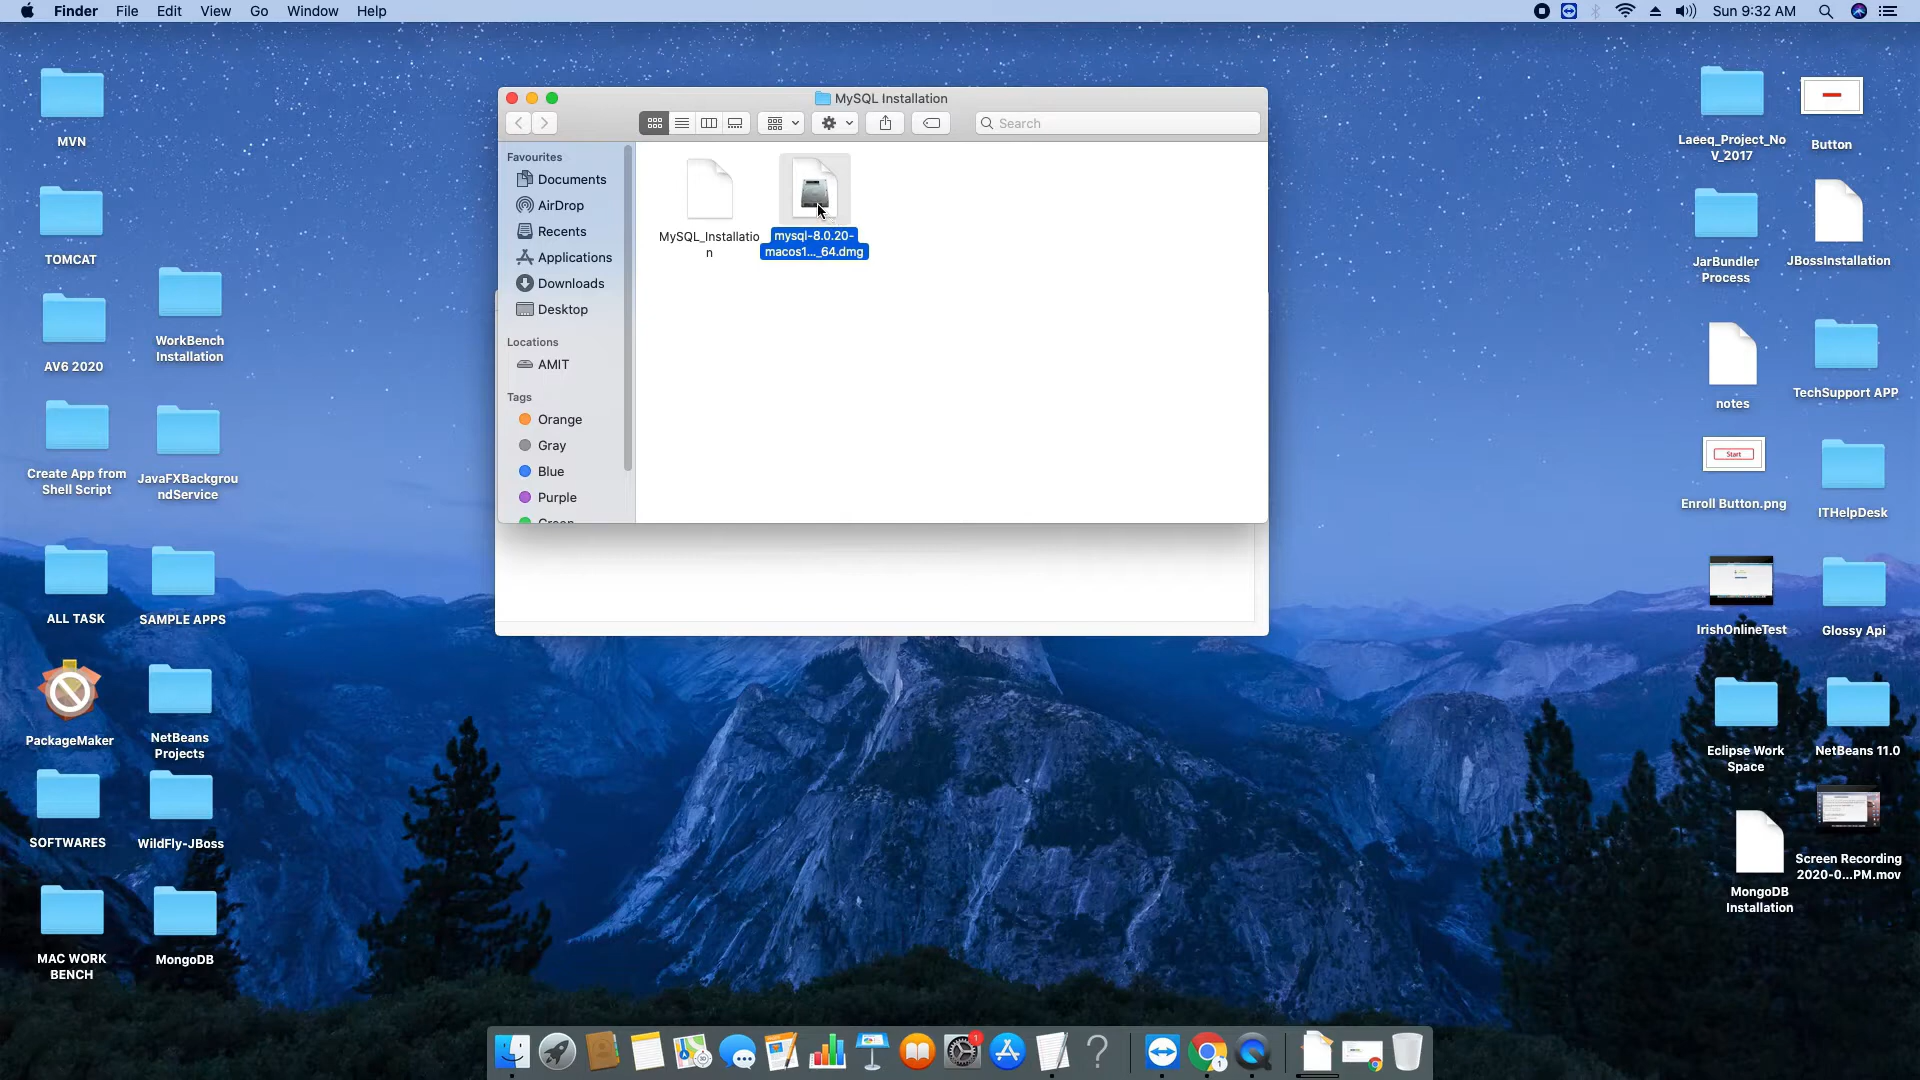 Finder File Edit View Go Window Help
Sun 9:32 AM
MySQL Installation
Search
Favourites
Documents
AirDrop
Recents
Applications
Downloads
Desktop
Locations
AMIT
Tags
Orange
Gray
Blue
Purple
Green
MySQL_Installatio
n
mysql-8.0.20-
macos1..._64.dmg
MVN
TOMCAT
AV6 2020
WorkBench
Installation
Create App from
Shell Script
JavaFXBackgrou
ndService
ALL TASK
SAMPLE APPS
PackageMaker
NetBeans
Projects
SOFTWARES
WildFly-JBoss
MAC WORK
BENCH
MongoDB
Laeeq_Project_No
V_2017
Button
JarBundler
Process
JBossInstallation
notes
TechSupport APP
Start
Enroll Button.png
ITHelpDesk
IrishOnlineTest
Glossy Api
Eclipse Work
Space
NetBeans 11.0
MongoDB
Installation
Screen Recording
2020-0...PM.mov
1
1